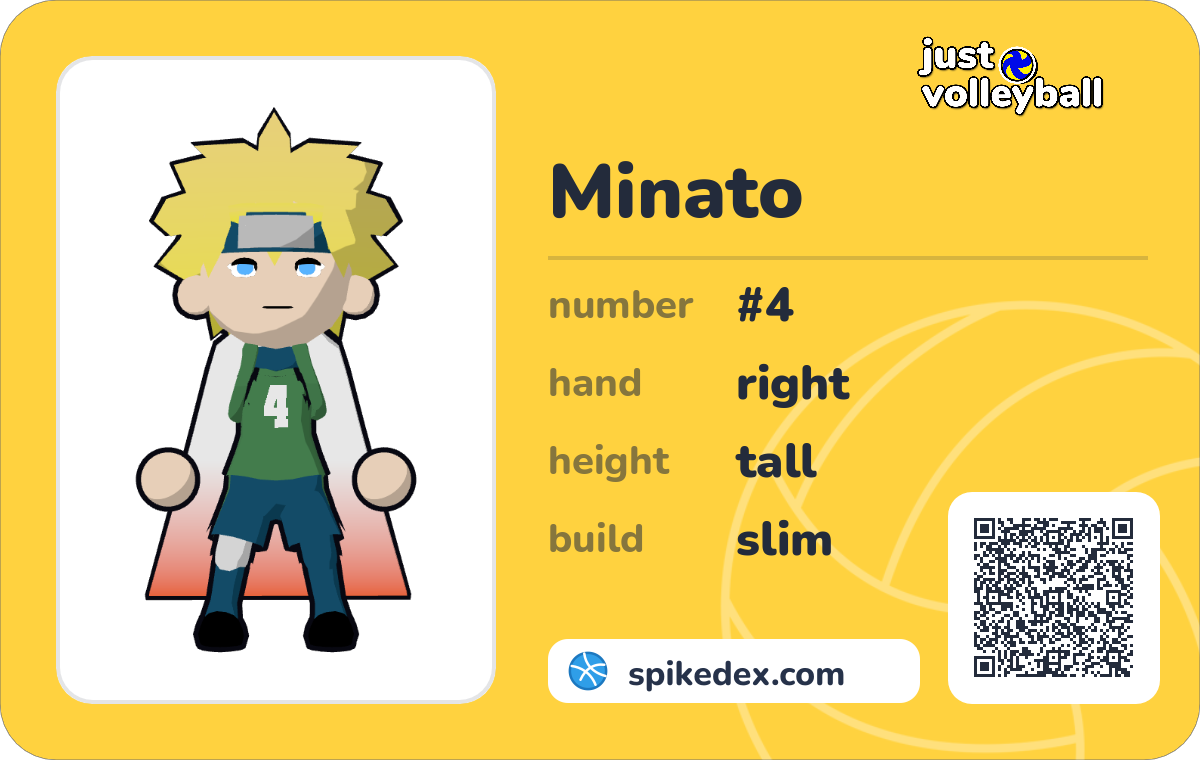 just
volleyball
Minato
number #4
hand right
height tall
build slim
4
spikedex.com